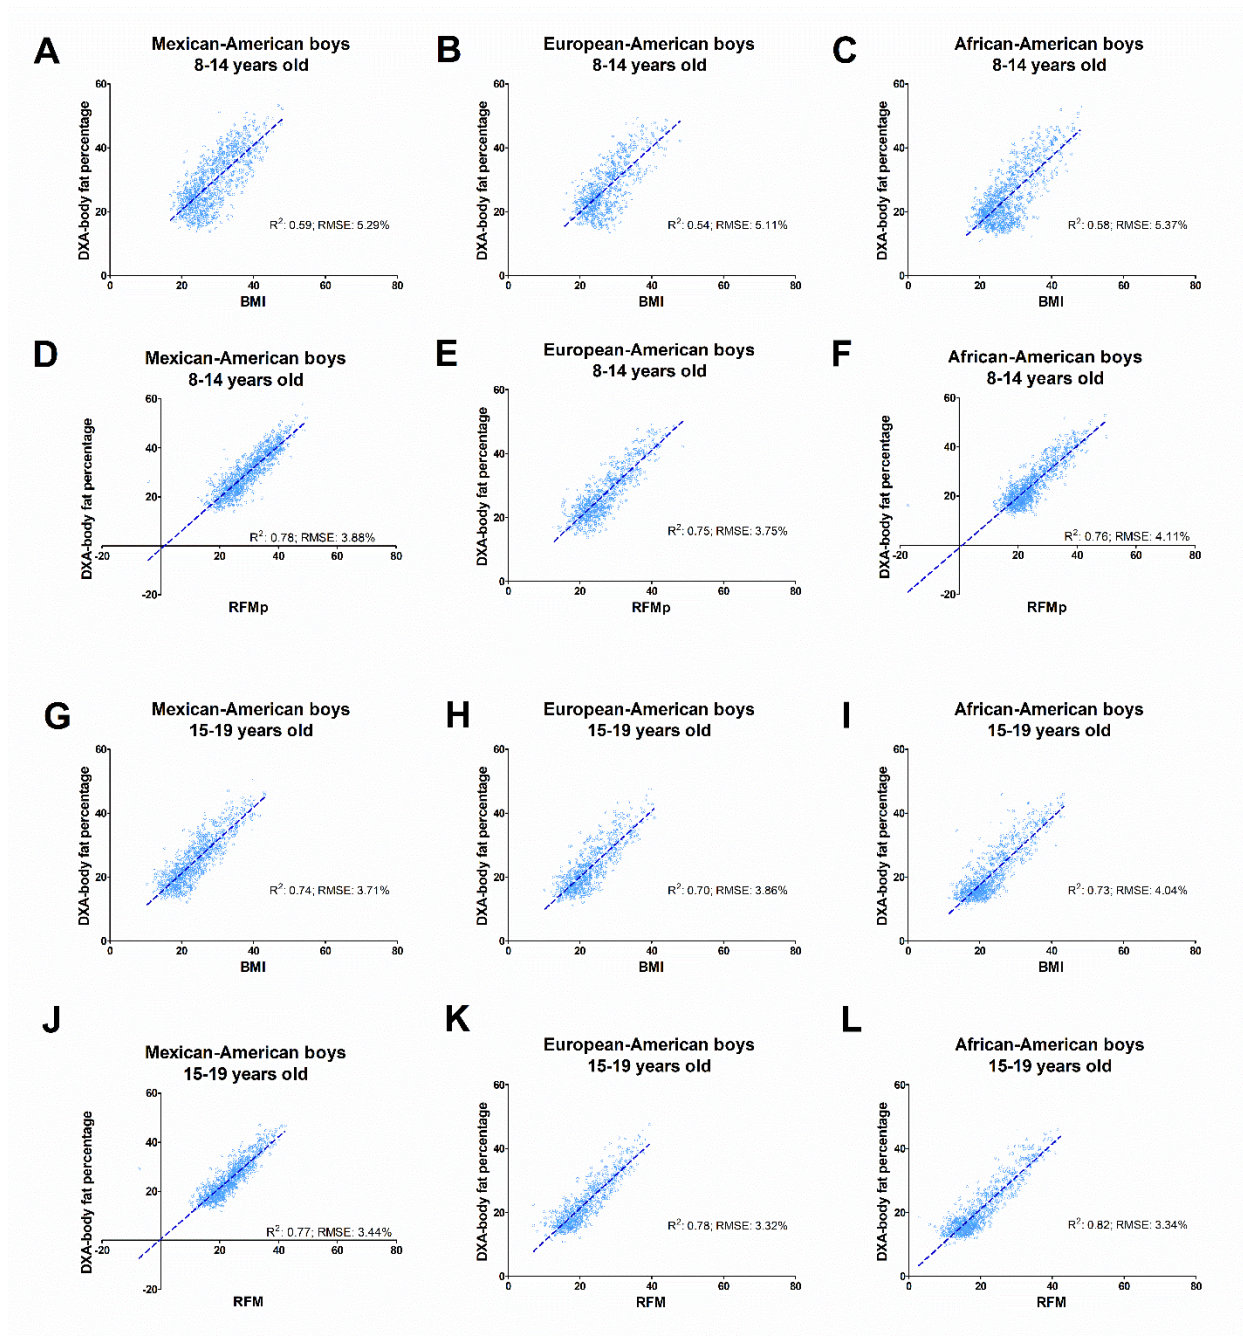 A
Mexican-American boys
8-14 years old
DXA-body fat percentage
60
40
20
0
0 20 40 60 80
R2: 0.59; RMSE: 5.29%
BMI
B
European-American boys
8-14 years old
DXA-body fat percentage
60
40
20
0
0 20 40 60 80
R2: 0.54; RMSE: 5.11%
BMI
C
African-American boys
8-14 years old
DXA-body fat percentage
60
40
20
0
0 20 40 60 80
R2: 0.58; RMSE: 5.37%
BMI
D
Mexican-American boys
8-14 years old
DXA-body fat percentage
60
40
20
-20
-20 20 40 60 80
R2: 0.78; RMSE: 3.88%
RFMp
E
European-American boys
8-14 years old
DXA-body fat percentage
60
40
20
0
0 20 40 60 80
R2: 0.75; RMSE: 3.75%
RFMp
F
African-American boys
8-14 years old
DXA-body fat percentage
60
40
20
-20
-20 20 40 60 80
R2: 0.76; RMSE: 4.11%
RFMp
G
Mexican-American boys
15-19 years old
DXA-body fat percentage
60
40
20
0
0 20 40 60 80
R2: 0.74; RMSE: 3.71%
BMI
H
European-American boys
15-19 years old
DXA-body fat percentage
60
40
20
0
0 20 40 60 80
R2: 0.70; RMSE: 3.86%
BMI
I
African-American boys
15-19 years old
DXA-body fat percentage
60
40
20
0
0 20 40 60 80
R2: 0.73; RMSE: 4.04%
BMI
J
Mexican-American boys
15-19 years old
DXA-body fat percentage
60
40
20
-20
-20 20 40 60 80
R2: 0.77; RMSE: 3.44%
RFM
K
European-American boys
15-19 years old
DXA-body fat percentage
60
40
20
0
0 20 40 60 80
R2: 0.78; RMSE: 3.32%
RFM
L
African-American boys
15-19 years old
DXA-body fat percentage
60
40
20
0
0 20 40 60 80
R2: 0.82; RMSE: 3.34%
RFM